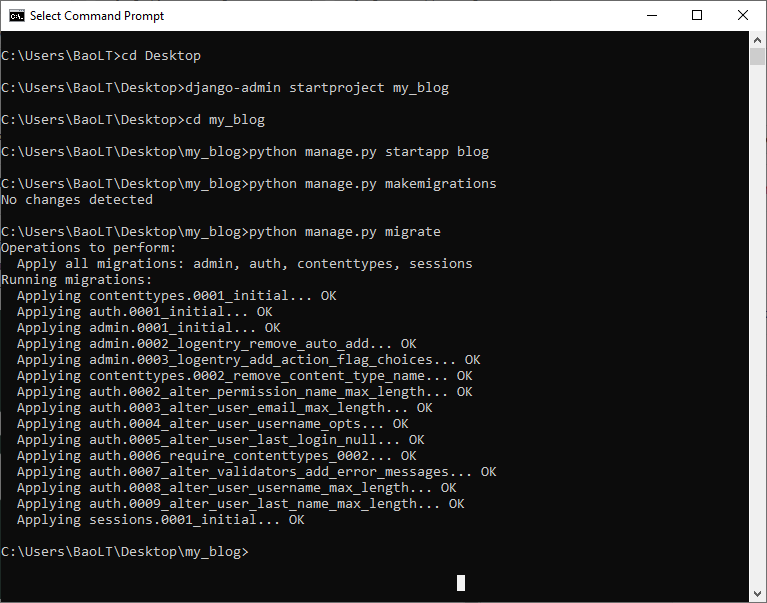 Select Command Prompt
C:\Users\BaoLT>cd Desktop
C:\Users\BaoLT\Desktop>django-admin startproject my_blog
C:\Users\BaoLT\Desktop>cd my_blog
C:\Users\BaoLT\Desktop\my_blog>python manage.py startapp blog
C:\Users\BaoLT\Desktop\my_blog>python manage.py makemigrations
No changes detected
C:\Users\BaoLT\Desktop\my_blog>python manage.py migrate
Operations to perform:
  Apply all migrations: admin, auth, contenttypes, sessions
Running migrations:
  Applying contenttypes.0001_initial... OK
  Applying auth.0001_initial... OK
  Applying admin.0001_initial... OK
  Applying admin.0002_logentry_remove_auto_add... OK
  Applying admin.0003_logentry_add_action_flag_choices... OK
  Applying contenttypes.0002_remove_content_type_name... OK
  Applying auth.0002_alter_permission_name_max_length... OK
  Applying auth.0003_alter_user_email_max_length... OK
  Applying auth.0004_alter_user_username_opts... OK
  Applying auth.0005_alter_user_last_login_null... OK
  Applying auth.0006_require_contenttypes_0002... OK
  Applying auth.0007_alter_validators_add_error_messages... OK
  Applying auth.0008_alter_user_username_max_length... OK
  Applying auth.0009_alter_user_last_name_max_length... OK
  Applying sessions.0001_initial... OK
C:\Users\BaoLT\Desktop\my_blog>